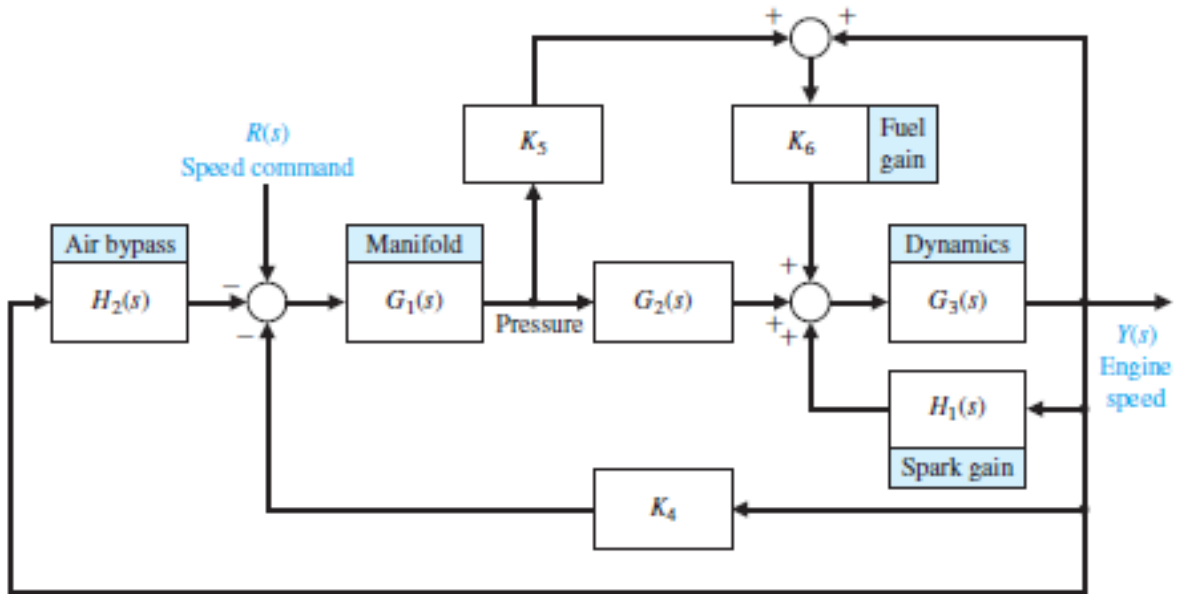 +
+
K5
K6
Fuel
gain
R(s)
Speed command
Air bypass
H2(s)
−
−
Manifold
G1(s)
Pressure
G2(s)
+
+
+
Dynamics
G3(s)
Y(s)
Engine
speed
H1(s)
Spark gain
K4